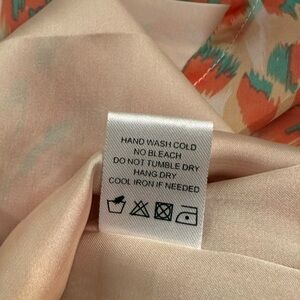 HAND WASH COLD
NO BLEACH
DO NOT TUMBLE DRY
HANG DRY
COOL IRON IF NEEDED